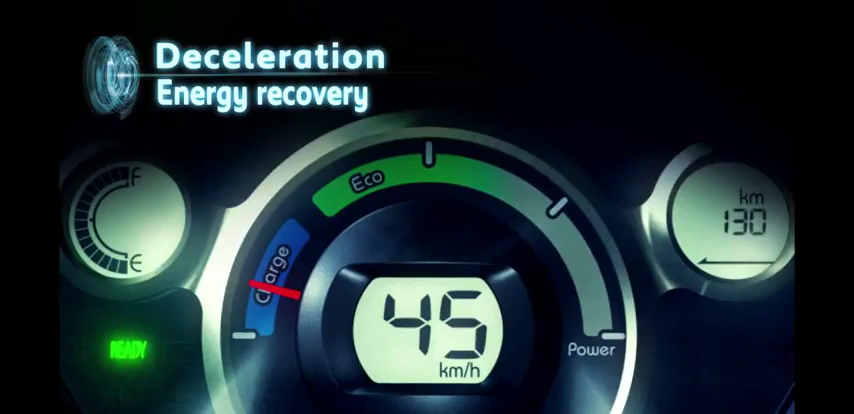 Deceleration
Energy recovery
F
E
READY
Eco
Charge
45
km/h
Power
km
130